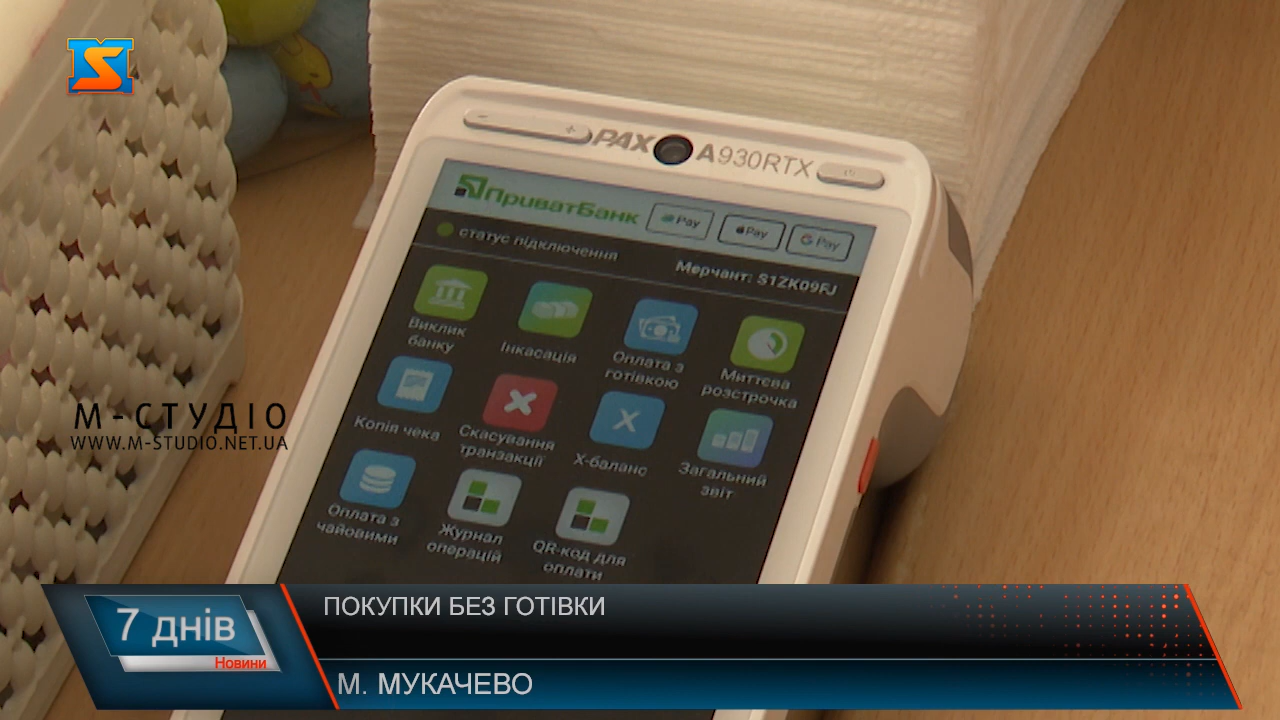 PAX A930RTX
ПриватБанк Pay Pay G Pay
статус підключення Мерчант: S1ZK09FJ
Виклик
банку
Інкасація
Оплата з
готівкою
Миттєва
розстрочка
Копія чека
Скасування
транзакції
X-баланс
Загальний
звіт
Оплата з
чайовими
Журнал
операцій
QR-код для
оплати
М-СТУДІО
WWW.M-STUDIO.NET.UA
7 днів
Новини
ПОКУПКИ БЕЗ ГОТІВКИ
М. МУКАЧЕВО